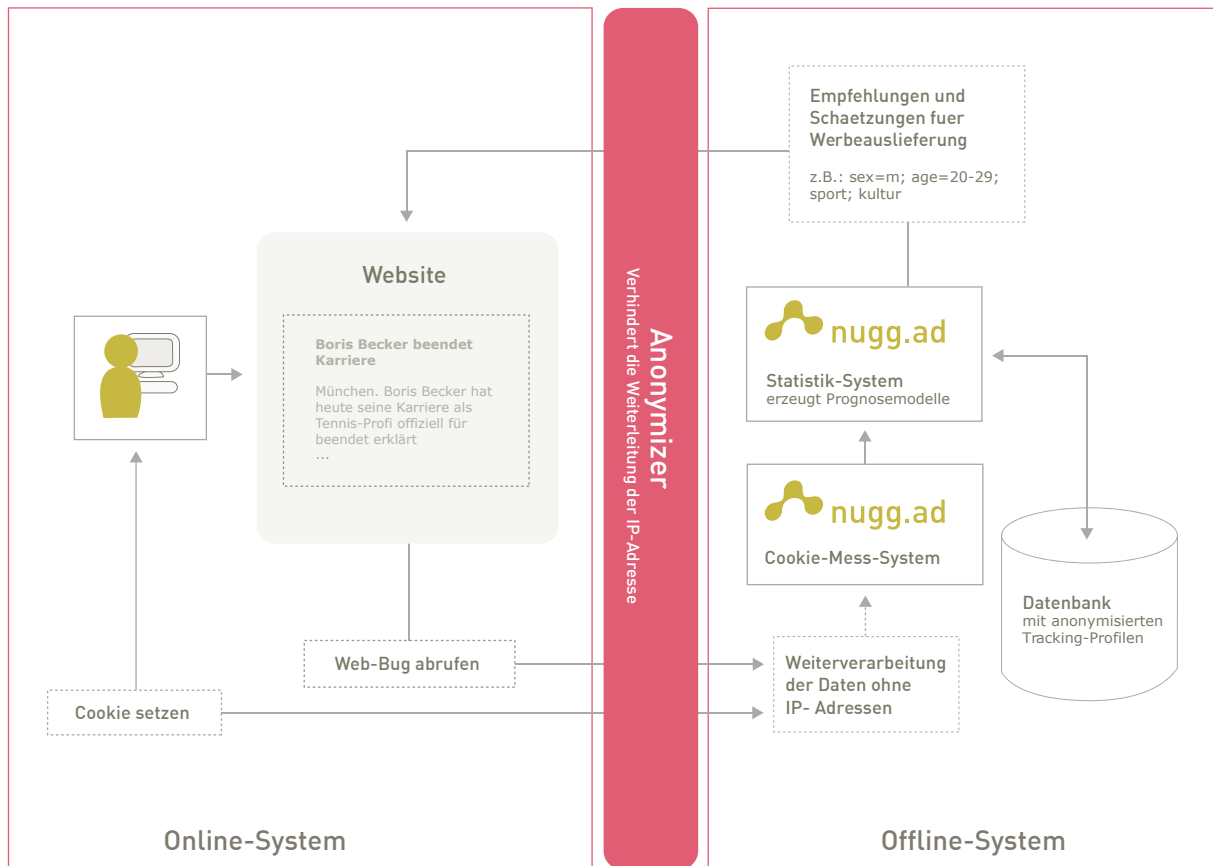 Website
Boris Becker beendet
Karriere
München. Boris Becker hat
heute seine Karriere als
Tennis-Profi offiziell für
beendet erklärt
...
Web-Bug abrufen
Cookie setzen
Online-System
Anonymizer
Verhindert die Weiterleitung der IP-Adresse
Empfehlungen und
Schaetzungen fuer
Werbeauslieferung
z.B.: sex=m; age=20-29;
sport; kultur
nugg.ad
Statistik-System
erzeugt Prognosemodelle
nugg.ad
Cookie-Mess-System
Datenbank
mit anonymisierten
Tracking-Profilen
Weiterverarbeitung
der Daten ohne
IP- Adressen
Offline-System